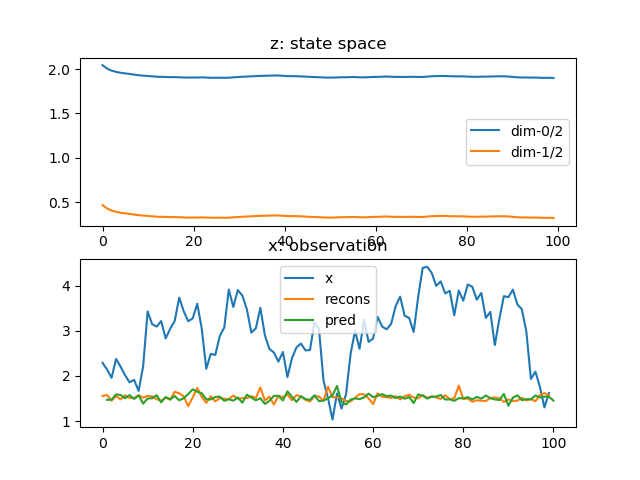 z: state space
2.0
1.5
1.0
0.5
dim-0/2
dim-1/2
0 20 40 60 80 100
x: observation
4
3
2
1
x
recons
pred
0 20 40 60 80 100